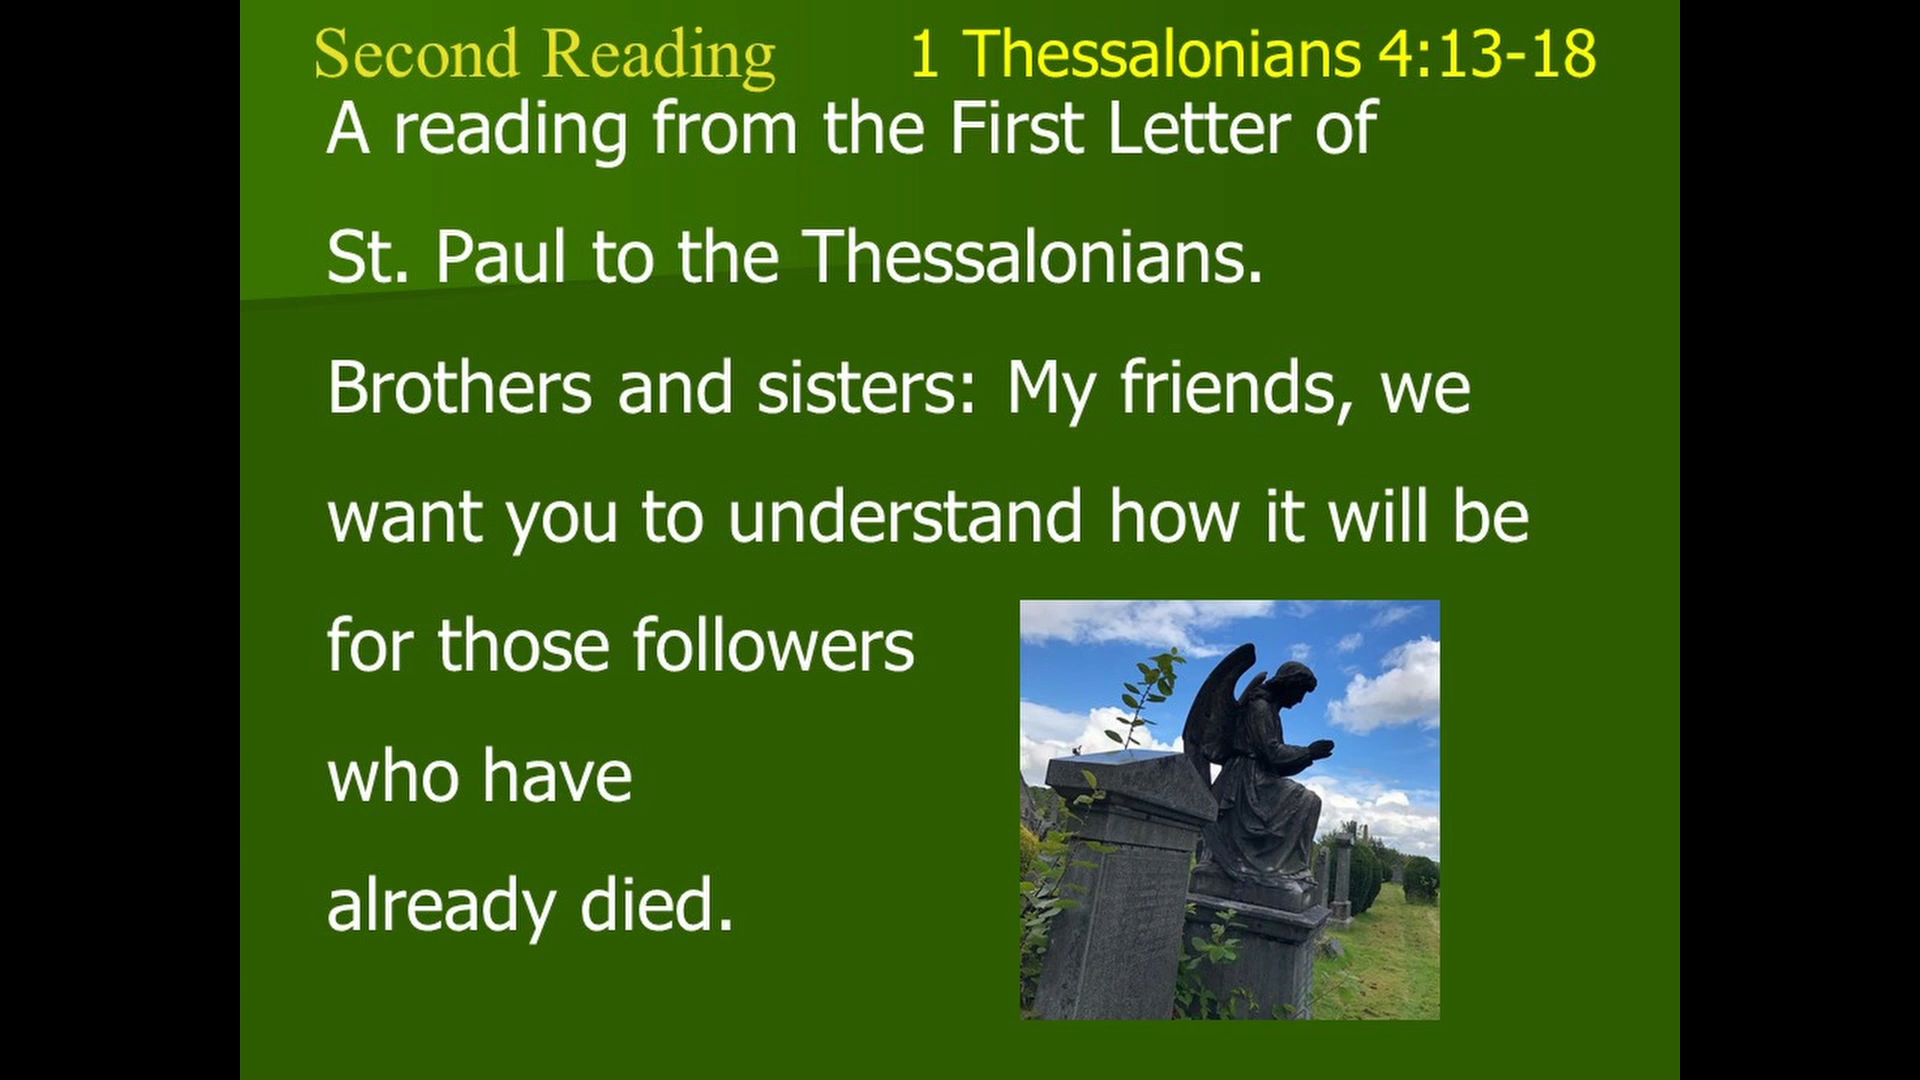 Second Reading 1 Thessalonians 4:13-18
A reading from the First Letter of
St. Paul to the Thessalonians.
Brothers and sisters: My friends, we
want you to understand how it will be
for those followers
who have
already died.